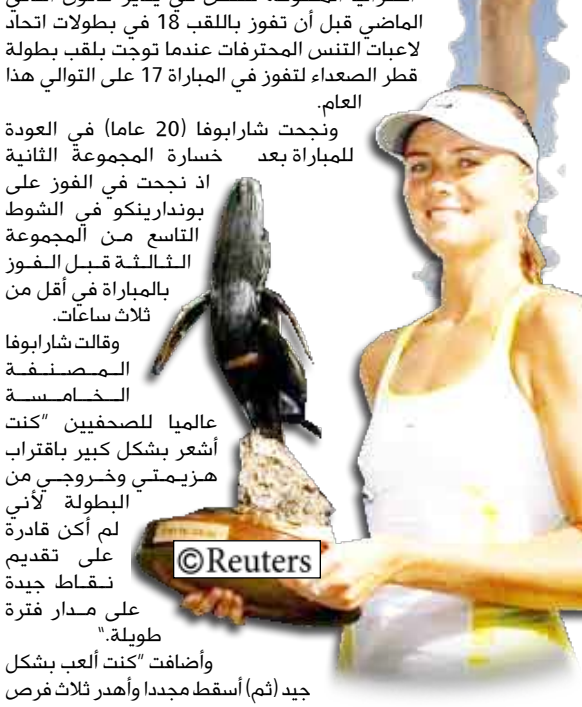 الماضي قبل أن تفوز باللقب 18 في بطولات اتحاد
لاعبات التنس المحترفات عندما توجت بلقب بطولة
قطر الصعداء لتفوز في المباراة 17 على التوالي هذا
العام.
ونجحت شارابوفا (20 عاما) في العودة
للمباراة بعد خسارة المجموعة الثانية
اذ نجحت في الفوز على
بوندارينكو في الشوط
التاسع من المجموعة
الثالثة قبل الفوز
بالمباراة في أقل من
ثلاث ساعات.
وقالت شارابوفا
المصنفة
الخامسة
عالميا للصحفيين "كنت
أشعر بشكل كبير باقتراب
هزيمتي وخروجي من
البطولة لأني
لم أكن قادرة
على تقديم
نقاط جيدة
على مدار فترة
طويلة."
وأضافت "كنت ألعب بشكل
جيد (ثم) أسقط مجددا وأهدر ثلاث فرص
©Reuters